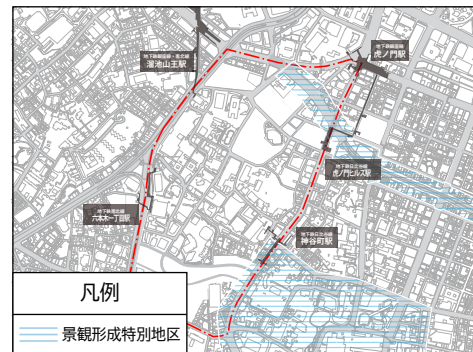 地下鉄銀座線
虎ノ門駅
地下鉄銀座線・南北線
溜池山王駅
地下鉄日比谷線
虎ノ門ヒルズ駅
地下鉄南北線
六本木一丁目駅
地下鉄日比谷線
神谷町駅
凡例
景観形成特別地区